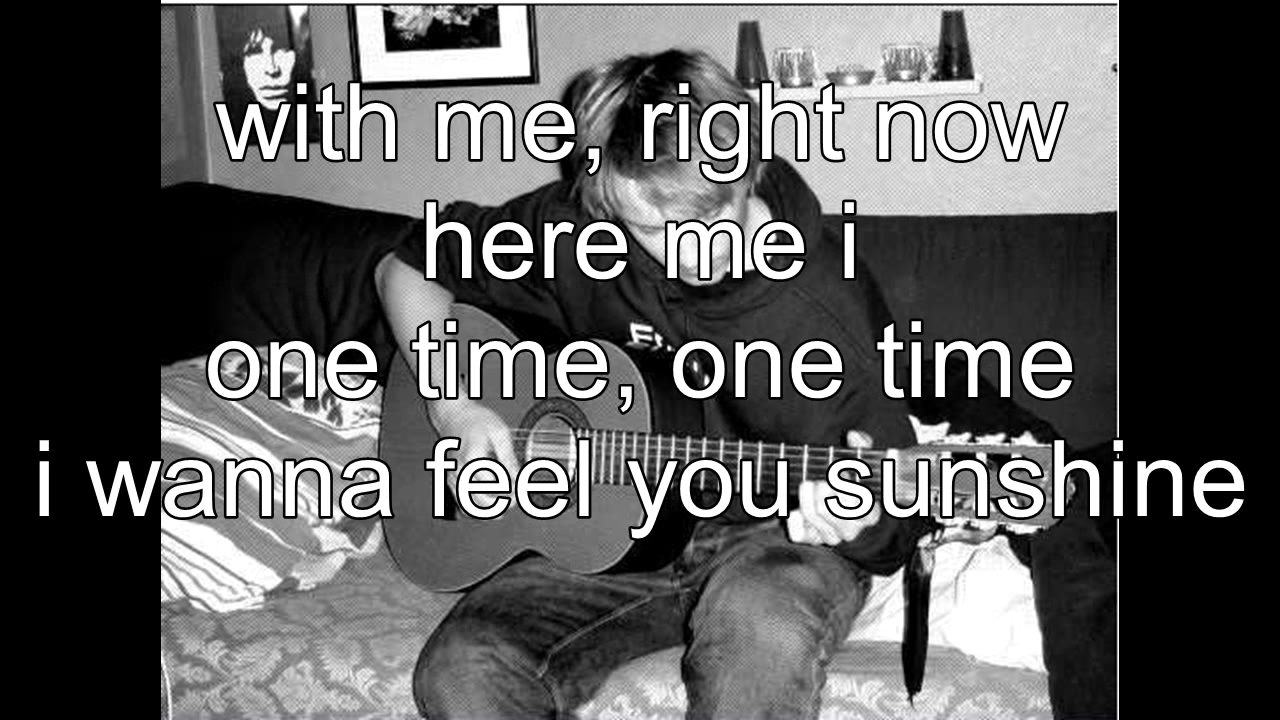 with me, right now
here me i
one time, one time
i wanna feel you sunshine